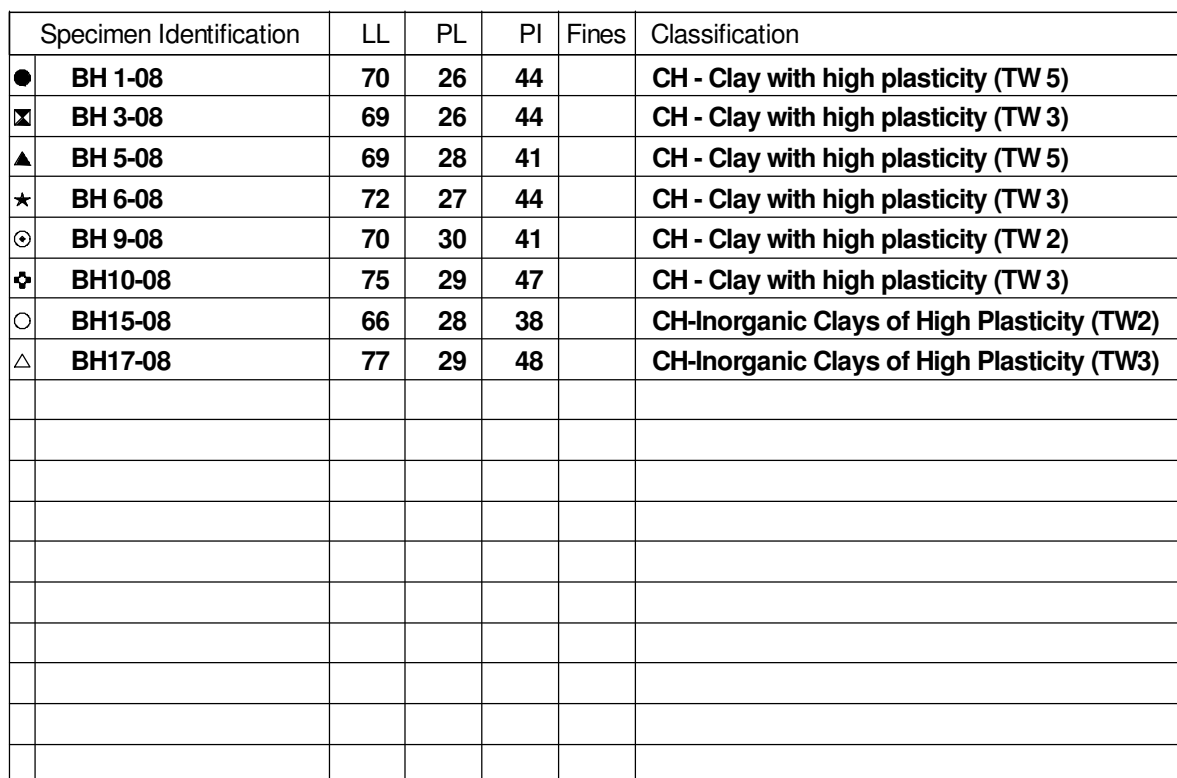 Specimen Identification LL PL PI Fines Classification
BH 1-08 70 26 44 CH - Clay with high plasticity (TW 5)
BH 3-08 69 26 44 CH - Clay with high plasticity (TW 3)
BH 5-08 69 28 41 CH - Clay with high plasticity (TW 5)
BH 6-08 72 27 44 CH - Clay with high plasticity (TW 3)
BH 9-08 70 30 41 CH - Clay with high plasticity (TW 2)
BH10-08 75 29 47 CH - Clay with high plasticity (TW 3)
BH15-08 66 28 38 CH-Inorganic Clays of High Plasticity (TW2)
BH17-08 77 29 48 CH-Inorganic Clays of High Plasticity (TW3)